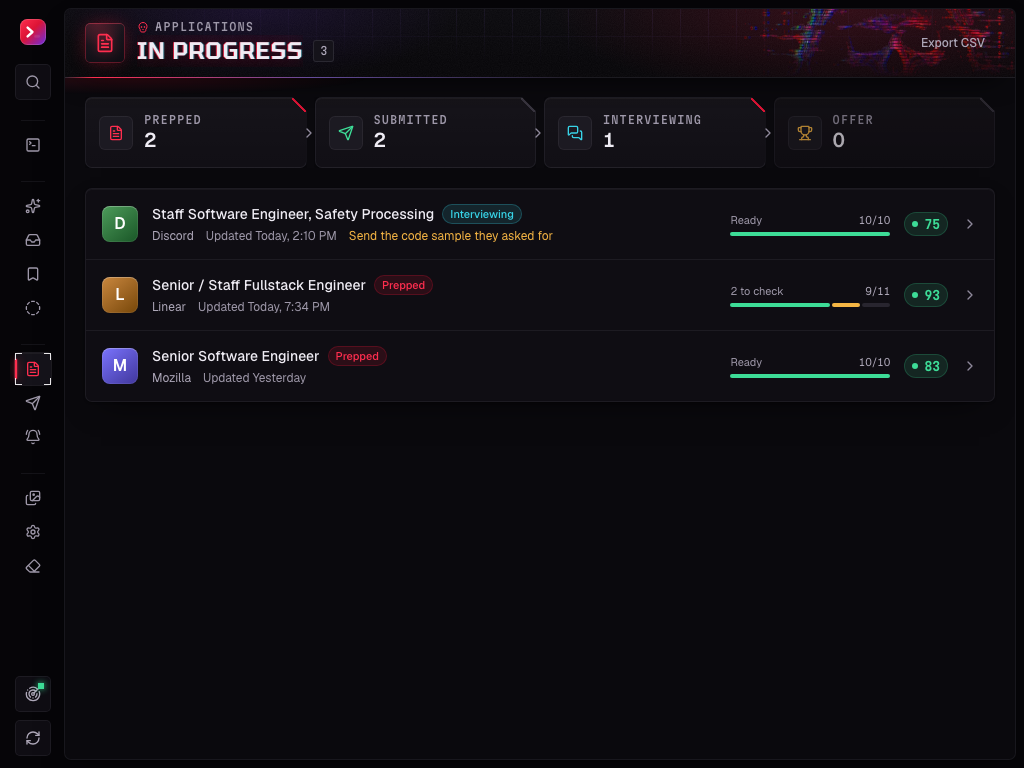 APPLICATIONS
IN PROGRESS 3
Export CSV
PREPPED
2
SUBMITTED
2
INTERVIEWING
1
OFFER
0
D
Staff Software Engineer, Safety Processing Interviewing
Discord Updated Today, 2:10 PM Send the code sample they asked for
Ready 10/10
75
L
Senior / Staff Fullstack Engineer Prepped
Linear Updated Today, 7:34 PM
2 to check 9/11
93
M
Senior Software Engineer Prepped
Mozilla Updated Yesterday
Ready 10/10
83